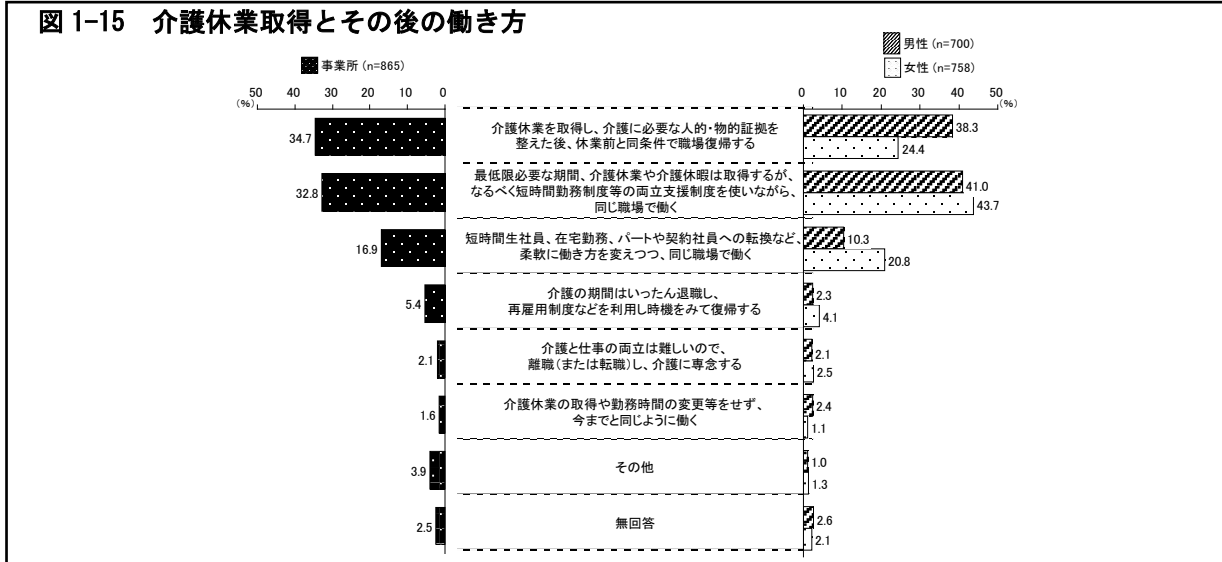 図 1-15 介護休業取得とその後の働き方
事業所 (n=865)
男性 (n=700)
女性 (n=758)
50 40 30 20 10 0
(%)
0 10 20 30 40 50
(%)
34.7
介護休業を取得し、介護に必要な人的・物的証拠を
整えた後、休業前と同条件で職場復帰する
38.3
24.4
32.8
最低限必要な期間、介護休業や介護休暇は取得するが、
なるべく短時間勤務制度等の両立支援制度を使いながら、
同じ職場で働く
41.0
43.7
16.9
短時間生社員、在宅勤務、パートや契約社員への転換など、
柔軟に働き方を変えつつ、同じ職場で働く
10.3
20.8
5.4
介護の期間はいったん退職し、
再雇用制度などを利用し時機をみて復帰する
2.3
4.1
2.1
介護と仕事の両立は難しいので、
離職(または転職)し、介護に専念する
2.1
2.5
1.6
介護休業の取得や勤務時間の変更等をせず、
今までと同じように働く
2.4
1.1
3.9
その他
1.0
1.3
2.5
無回答
2.6
2.1